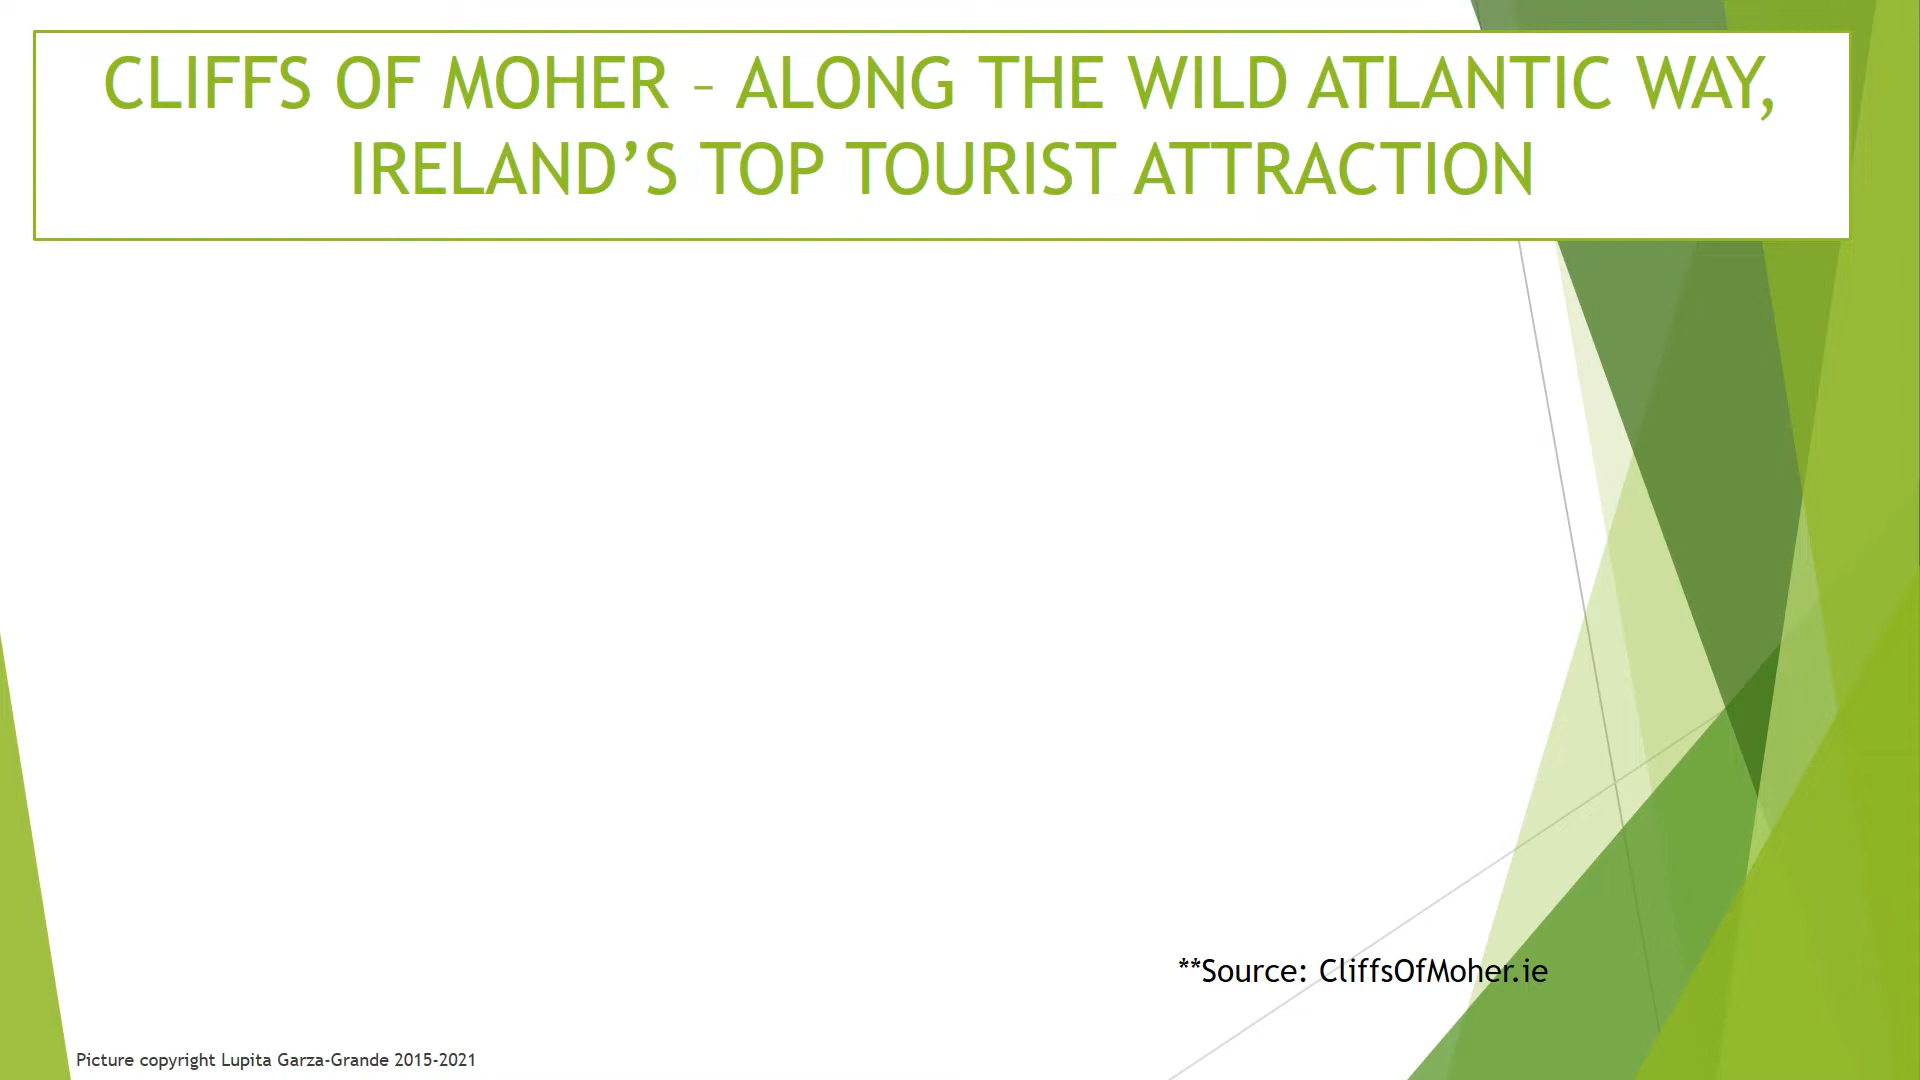 CLIFFS OF MOHER – ALONG THE WILD ATLANTIC WAY,
IRELAND’S TOP TOURIST ATTRACTION
**Source: CliffsOfMoher.ie
Picture copyright Lupita Garza-Grande 2015-2021